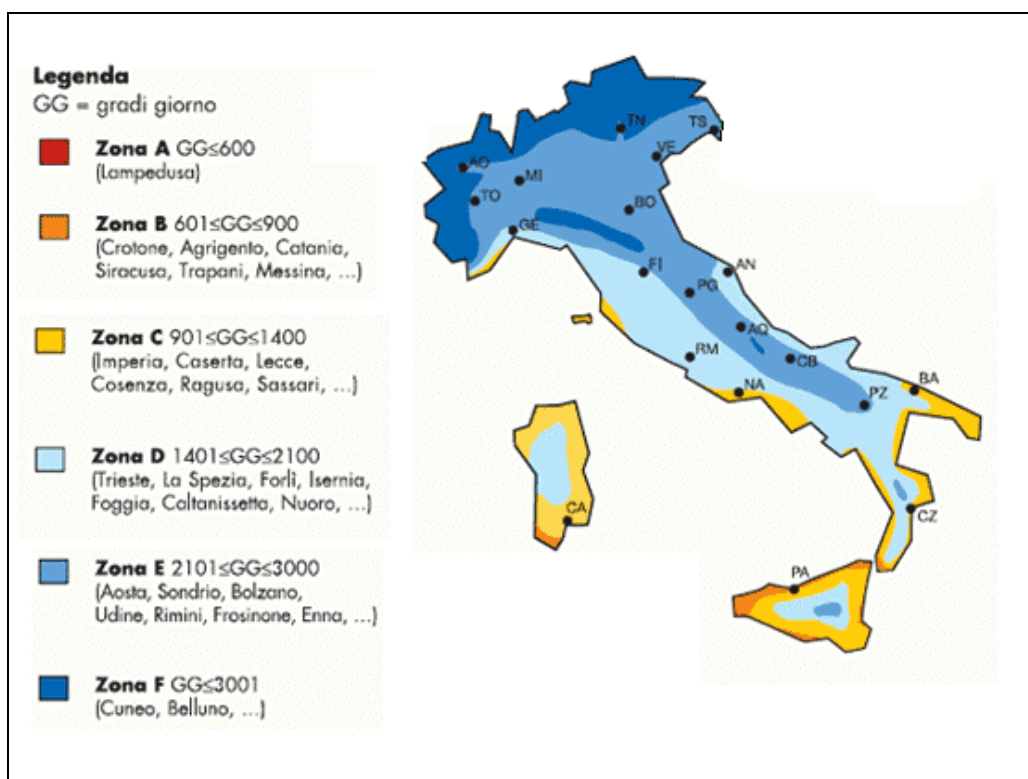 Legenda
GG = gradi giorno
Zona A GG≤600
(Lampedusa)
Zona B 601≤GG≤900
(Crotone, Agrigento, Catania,
Siracusa, Trapani, Messina, ...)
Zona C 901≤GG≤1400
(Imperia, Caserta, Lecce,
Cosenza, Ragusa, Sassari, ...)
Zona D 1401≤GG≤2100
(Trieste, La Spezia, Forlì, Isernia,
Foggia, Caltanissetta, Nuoro, ...)
Zona E 2101≤GG≤3000
(Aosta, Sondrio, Bolzano,
Udine, Rimini, Frosinone, Enna, ...)
Zona F GG≤3001
(Cuneo, Belluno, ...)
TN
TS
VE
AO
MI
TO
BO
GE
FI
AN
PG
AQ
RM
CB
NA
BA
PZ
CA
CZ
PA